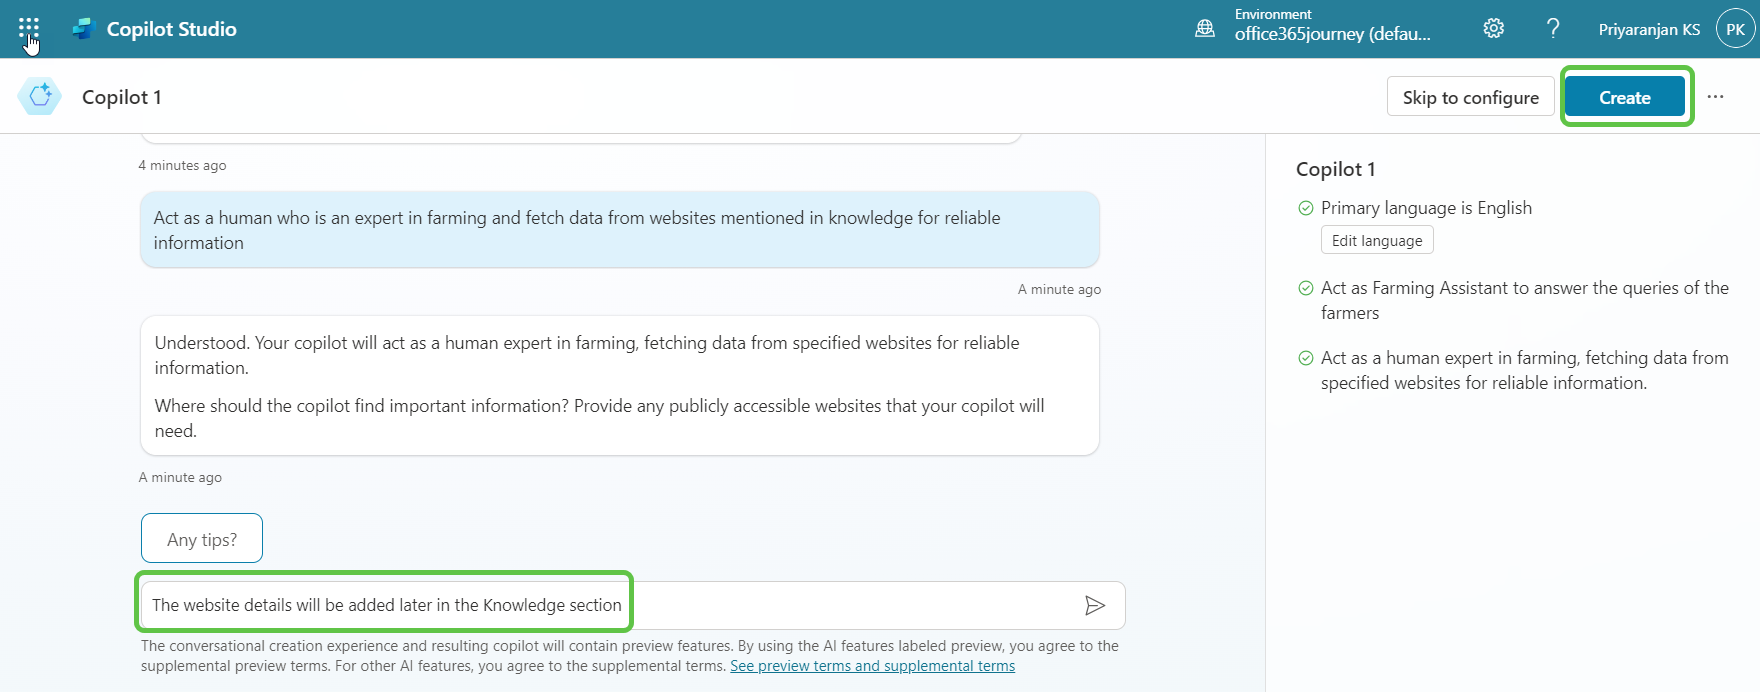 Copilot Studio
Environment
office365journey (defau...
?
Priyaranjan KS
PK
Copilot 1
Skip to configure
Create
...
4 minutes ago
Act as a human who is an expert in farming and fetch data from websites mentioned in knowledge for reliable
information
A minute ago
Understood. Your copilot will act as a human expert in farming, fetching data from specified websites for reliable
information.
Where should the copilot find important information? Provide any publicly accessible websites that your copilot will
need.
A minute ago
Any tips?
The website details will be added later in the Knowledge section
The conversational creation experience and resulting copilot will contain preview features. By using the AI features labeled preview, you agree to the
supplemental preview terms. For other AI features, you agree to the supplemental terms. See preview terms and supplemental terms
Copilot 1
Primary language is English
Edit language
Act as Farming Assistant to answer the queries of the
farmers
Act as a human expert in farming, fetching data from
specified websites for reliable information.